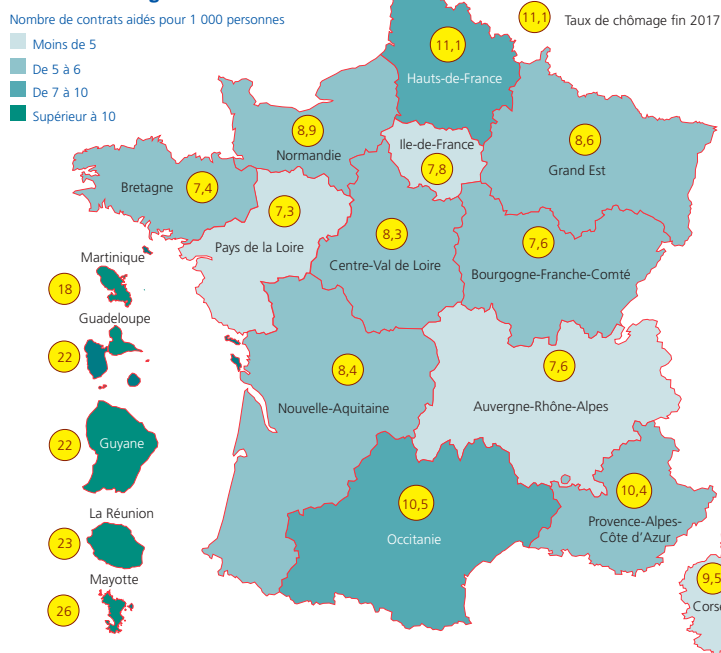 Nombre de contrats aidés pour 1 000 personnes
Moins de 5
De 5 à 6
De 7 à 10
Supérieur à 10
11,1 Taux de chômage fin 2017
11,1
Hauts-de-France
8,9
Normandie
Ile-de-France
7,8
8,6
Grand Est
Bretagne
7,4
7,3
Pays de la Loire
8,3
Centre-Val de Loire
7,6
Bourgogne-Franche-Comté
Martinique
18
Guadeloupe
22
8,4
Nouvelle-Aquitaine
7,6
Auvergne-Rhône-Alpes
22
Guyane
10,5
Occitanie
10,4
Provence-Alpes-
Côte d’Azur
La Réunion
23
Mayotte
26
9,5
Corse